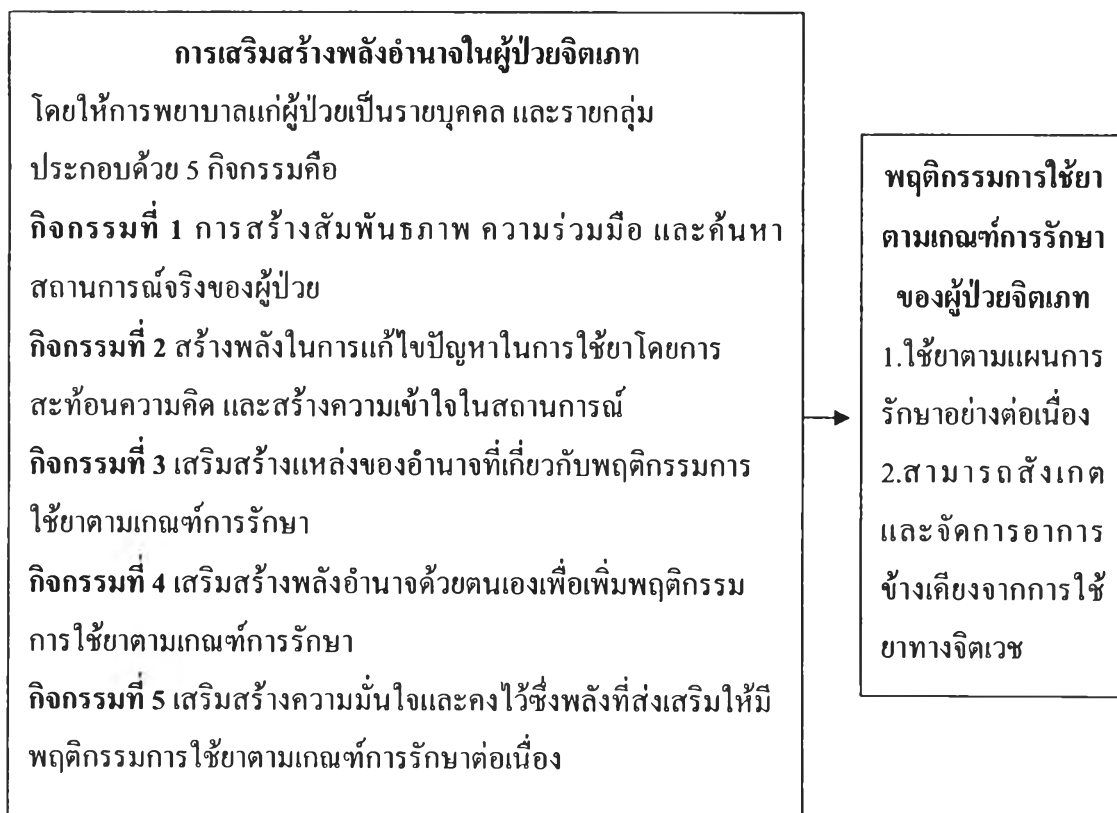 การเสริมสร้างพลังอำนาจในผู้ป่วยจิตเภท
โดยให้การพยาบาลแก่ผู้ป่วยเป็นรายบุคคล และรายกลุ่ม
ประกอบด้วย 5 กิจกรรมคือ
กิจกรรมที่ 1 การสร้างสัมพันธภาพ ความร่วมมือ และค้นหา
สถานการณ์จริงของผู้ป่วย
กิจกรรมที่ 2 สร้างพลังในการแก้ไขปัญหาในการใช้ยาโดยการ
สะท้อนความคิด และสร้างความเข้าใจในสถานการณ์
กิจกรรมที่ 3 เสริมสร้างแหล่งของอำนาจที่เกี่ยวกับพฤติกรรมการ
ใช้ยาตามเกณฑ์การรักษา
กิจกรรมที่ 4 เสริมสร้างพลังอำนาจด้วยตนเองเพื่อเพิ่มพฤติกรรม
การใช้ยาตามเกณฑ์การรักษา
กิจกรรมที่ 5 เสริมสร้างความมั่นใจและคงไว้ซึ่งพลังที่ส่งเสริมให้มี
พฤติกรรมการใช้ยาตามเกณฑ์การรักษาต่อเนื่อง
พฤติกรรมการใช้ยา
ตามเกณฑ์การรักษา
ของผู้ป่วยจิตเภท
1.ใช้ยาตามแผนการ
รักษาอย่างต่อเนื่อง
2.สามารถสังเกต
และจัดการอาการ
ข้างเคียงจากการใช้
ยาทางจิตเวช